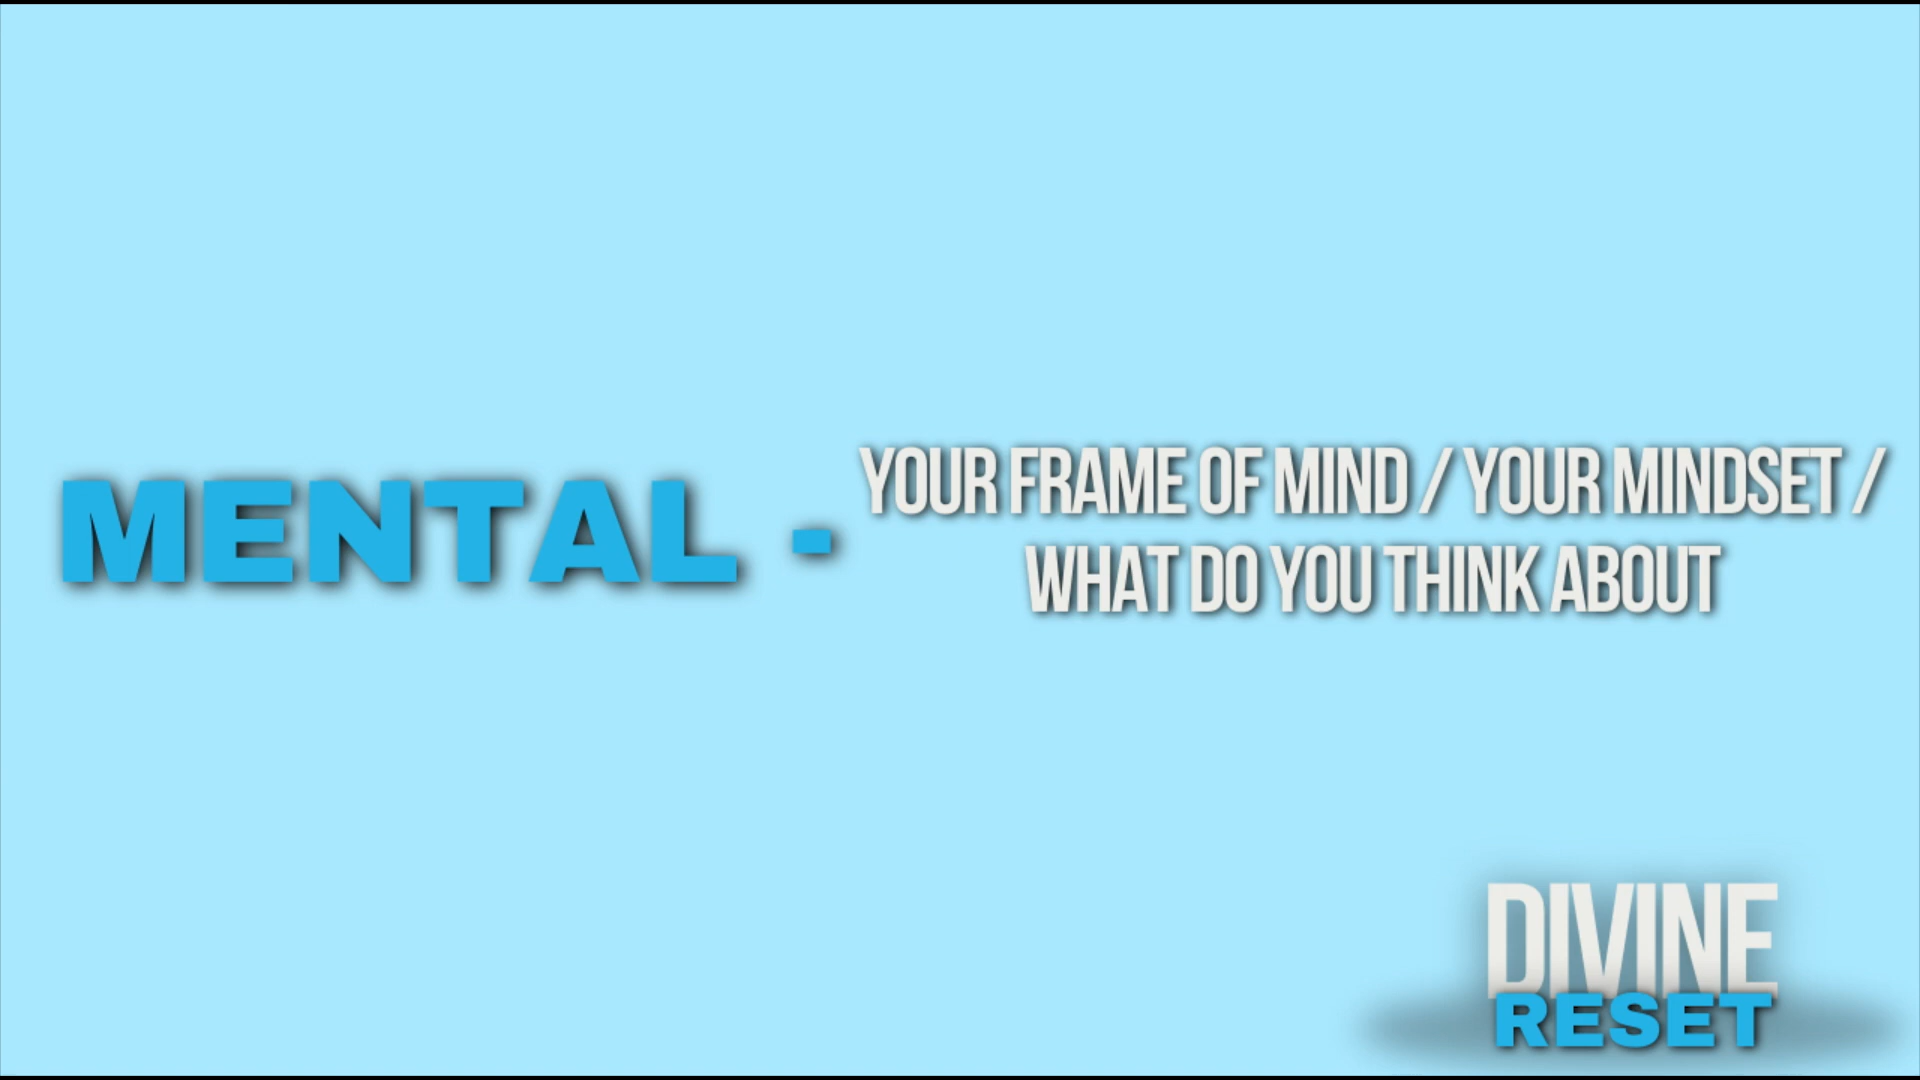 MENTAL -
YOUR FRAME OF MIND / YOUR MINDSET /
WHAT DO YOU THINK ABOUT
DIVINE
RESET